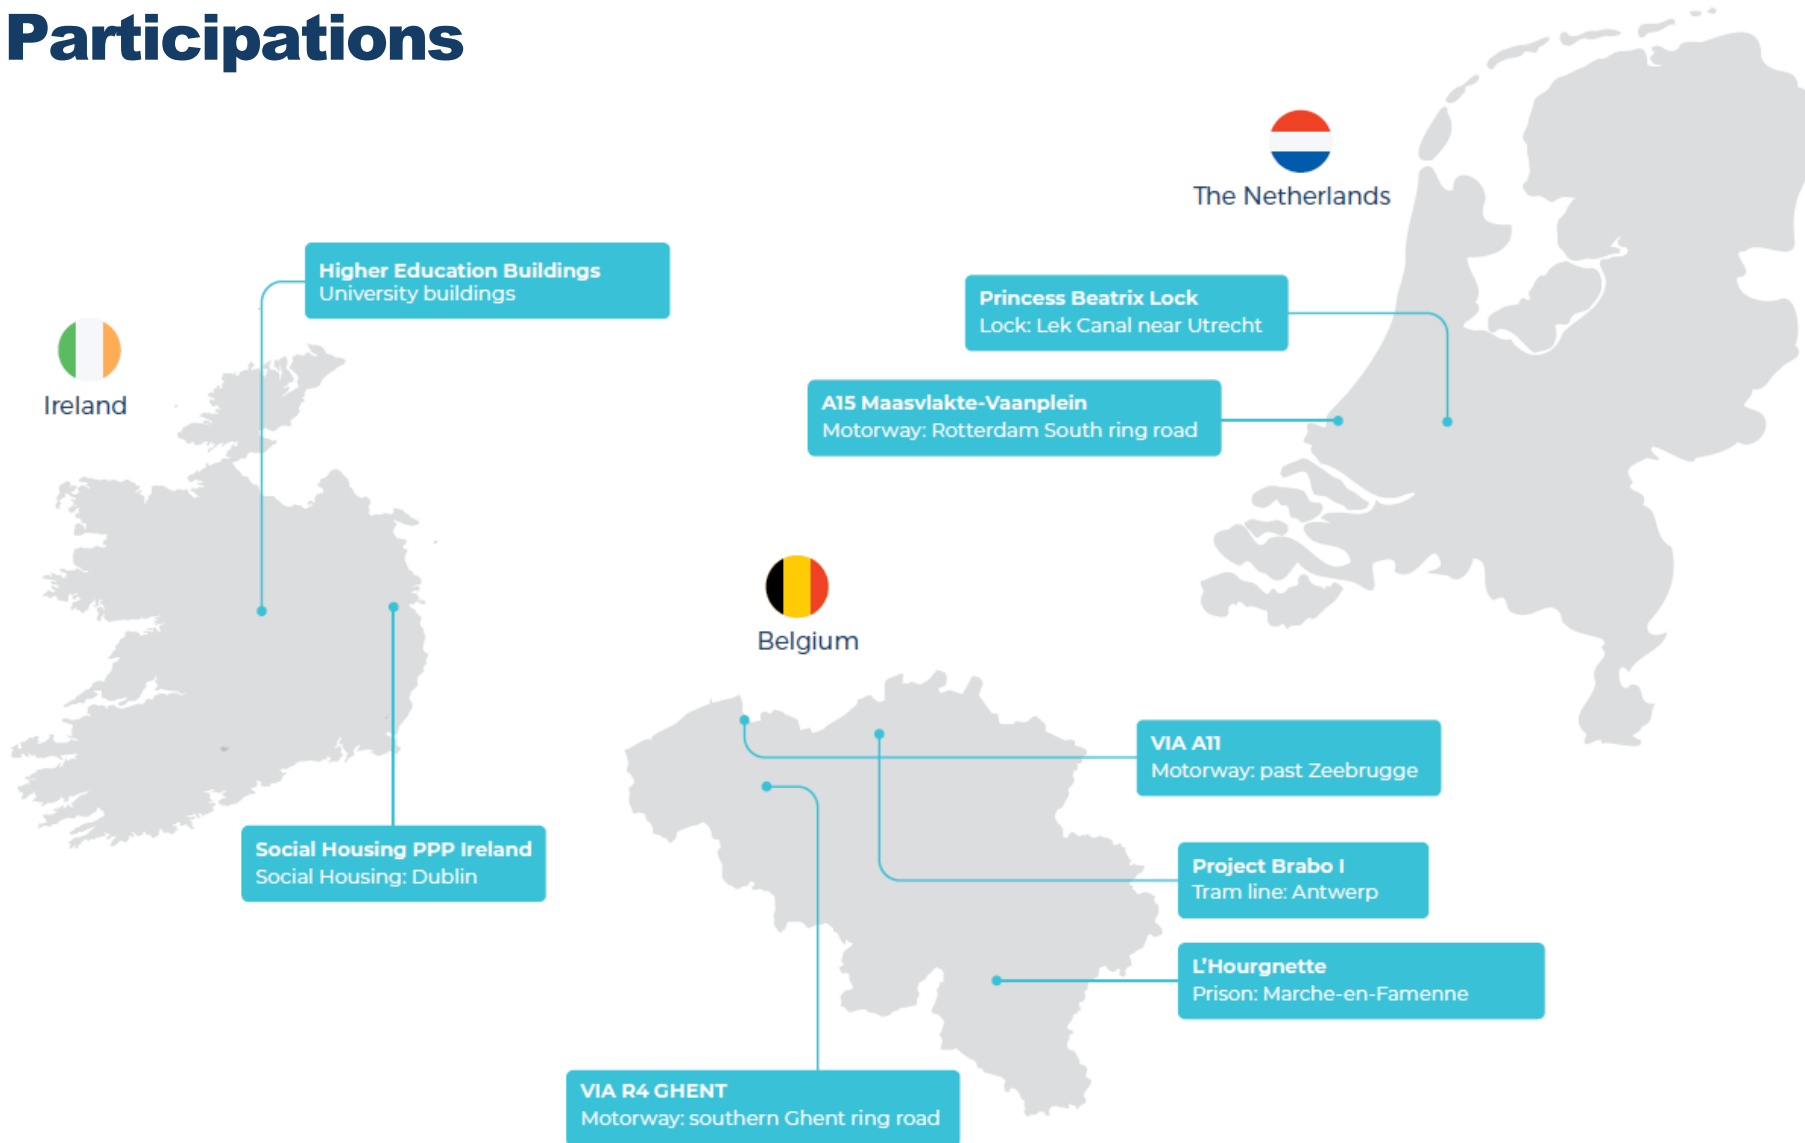 Participations
The Netherlands
Higher Education Buildings
University buildings
Princess Beatrix Lock
Lock: Lek Canal near Utrecht
Ireland
A15 Maasvlakte-Vaanplein
Motorway: Rotterdam South ring road
Belgium
VIA A11
Motorway: past Zeebrugge
Social Housing PPP Ireland
Social Housing: Dublin
Project Brabo I
Tram line: Antwerp
L'Hourgnette
Prison: Marche-en-Famenne
VIA R4 GHENT
Motorway: southern Ghent ring road